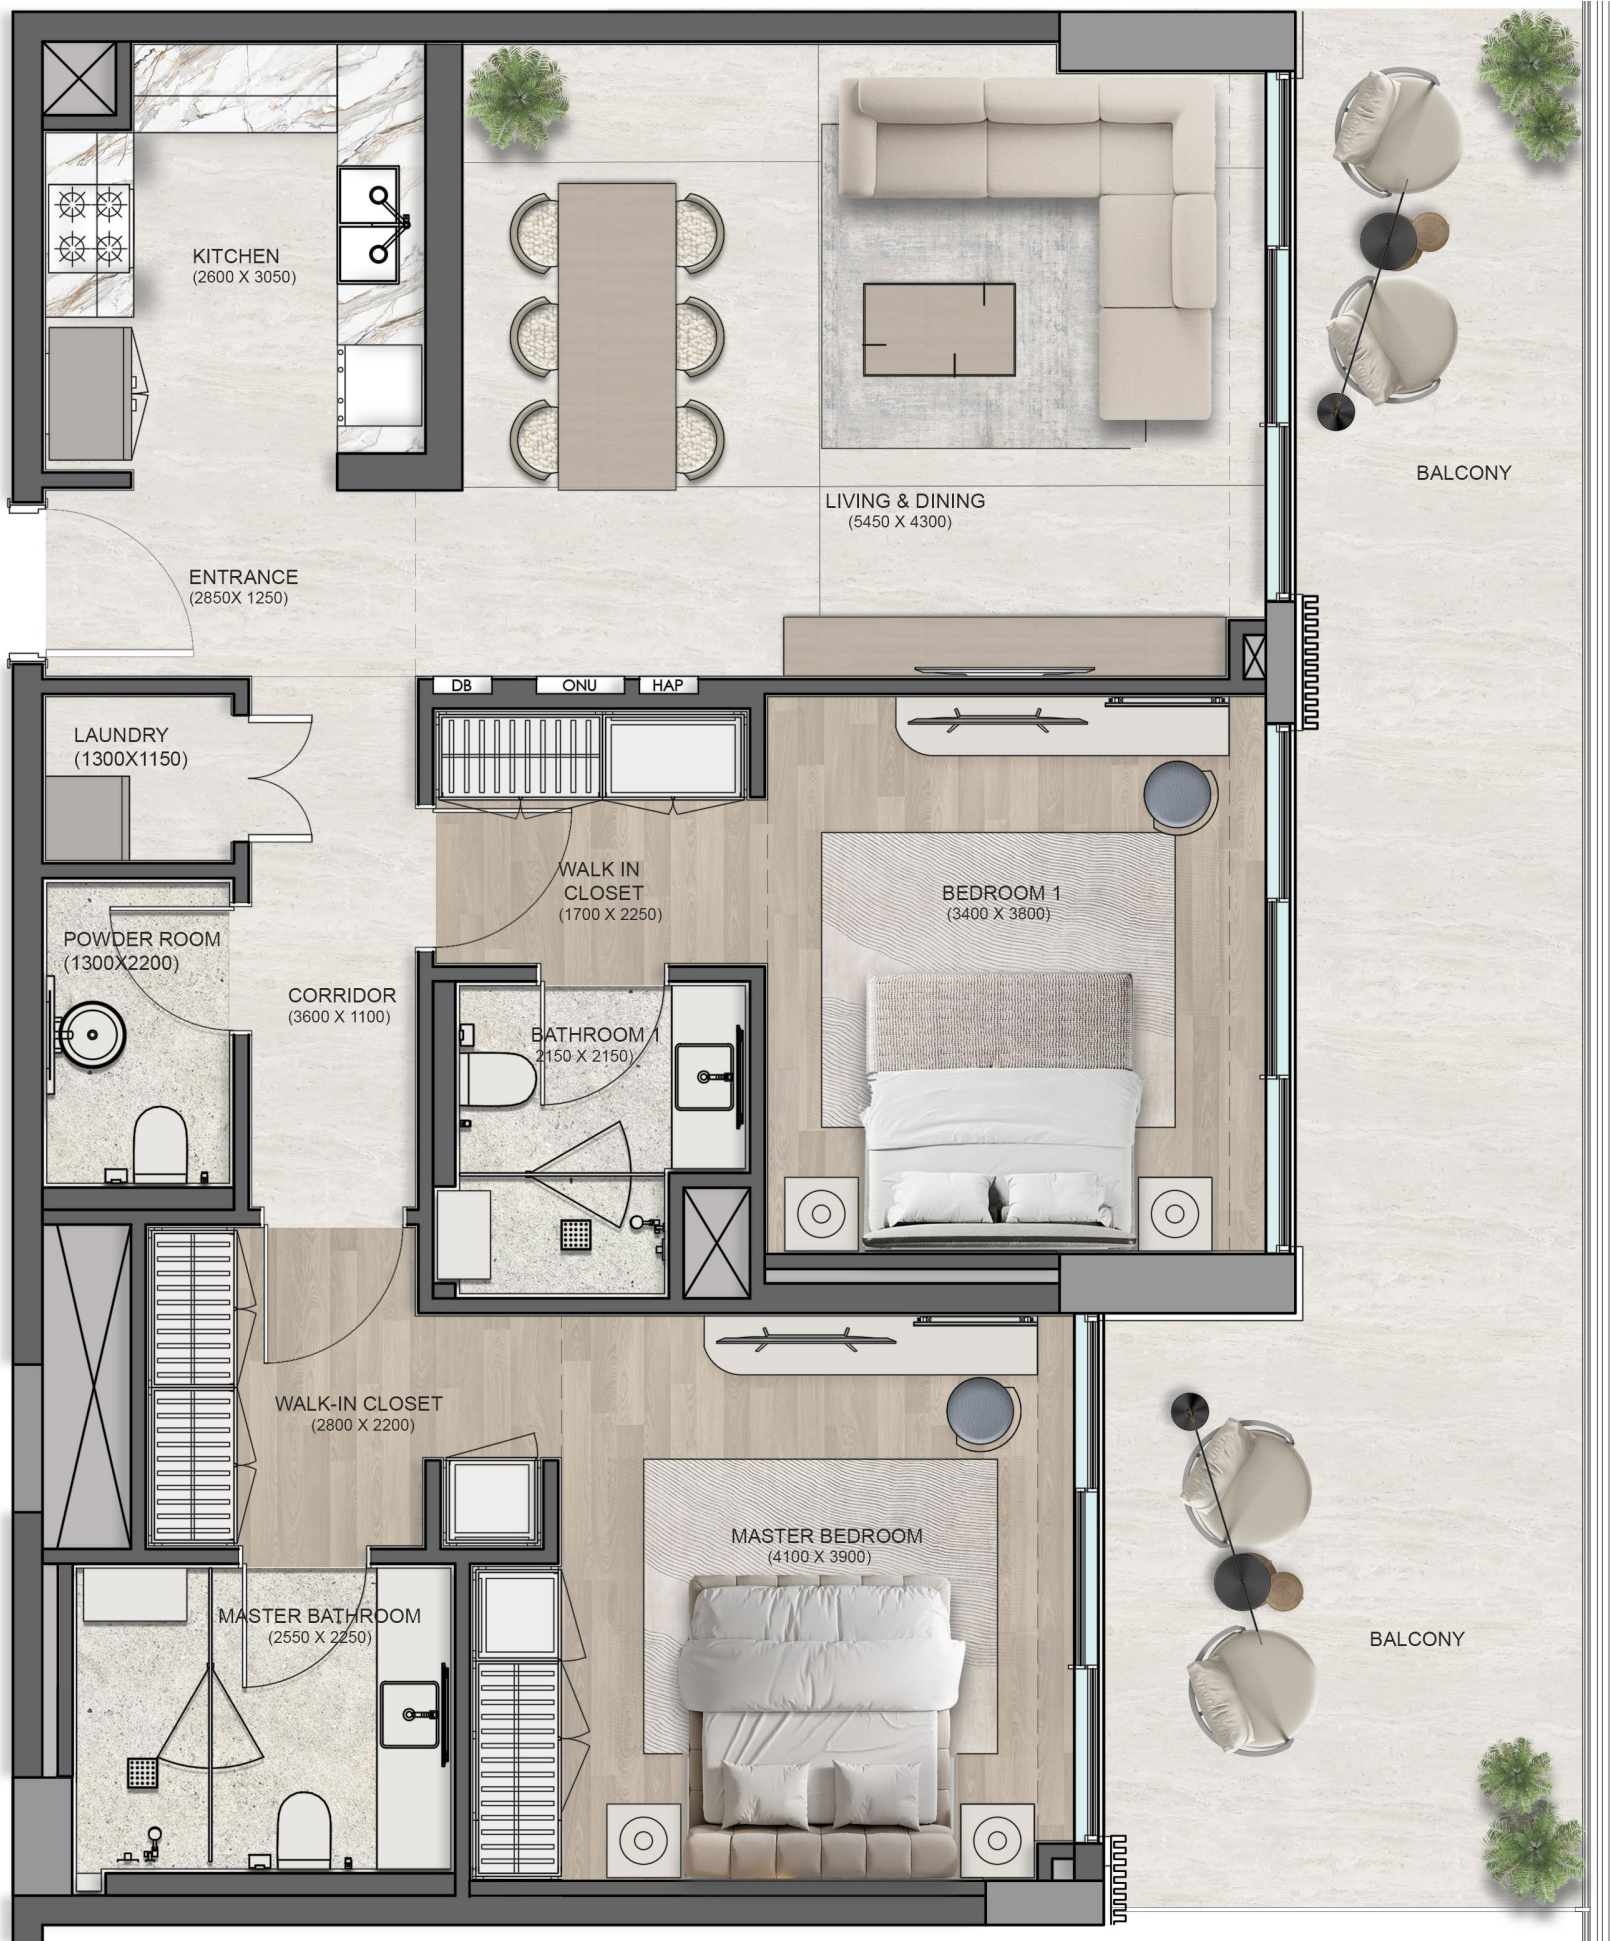 KITCHEN
(2600 X 3050)
BALCONY
LIVING & DINING
(5450 X 4300)
ENTRANCE
(2850X 1250)
DB
ONU
HAP
LAUNDRY
(1300X1150)
WALK IN
CLOSET
(1700 X 2250)
BEDROOM 1
(3400 X 3800)
POWDER ROOM
(1300X2200)
CORRIDOR
(3600 X 1100)
BATHROOM 1
2150 X 2150)
WALK-IN CLOSET
(2800 X 2200)
MASTER BEDROOM
(4100 X 3900)
MASTER BATHROOM
(2550 X 2250)
BALCONY